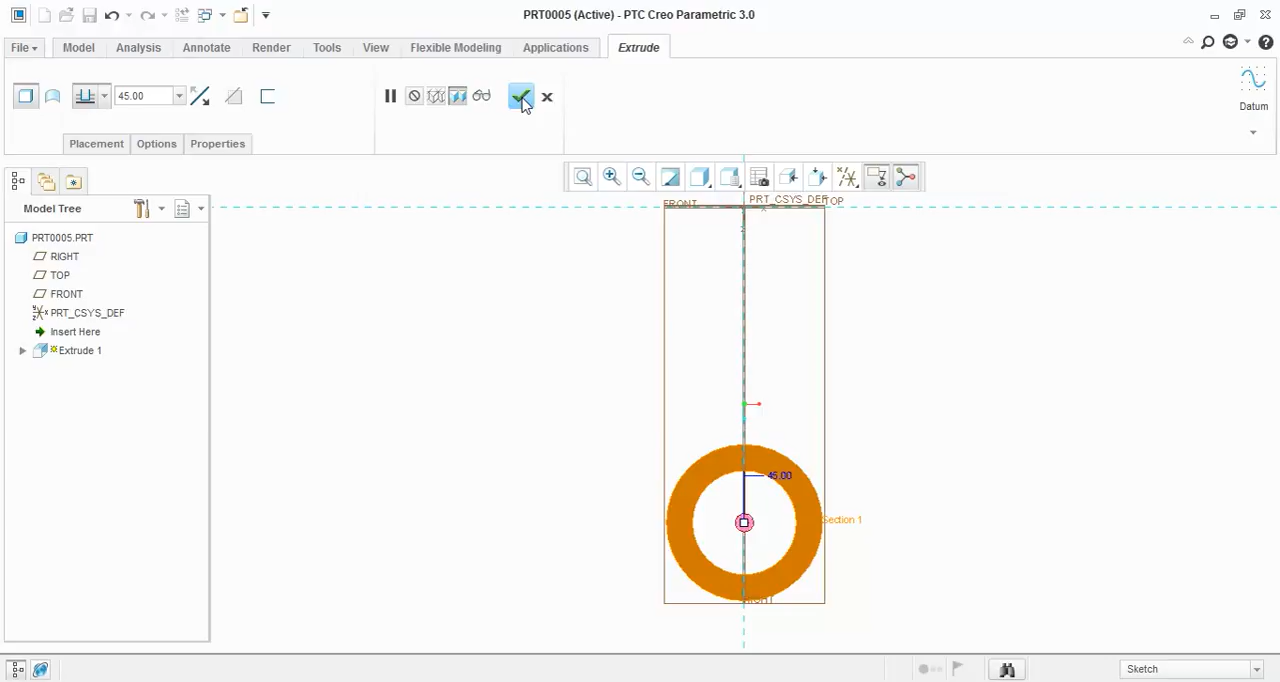 PRT0005 (Active) - PTC Creo Parametric 3.0
File Model Analysis Annotate Render Tools View Flexible Modeling Applications Extrude
45.00
Datum
Placement Options Properties
Model Tree
PRT0005.PRT
RIGHT
TOP
FRONT
PRT_CSYS_DEF
Insert Here
Extrude 1
FRONT PRT_CSYS_DEF TOP
45.00
Section 1
Sketch